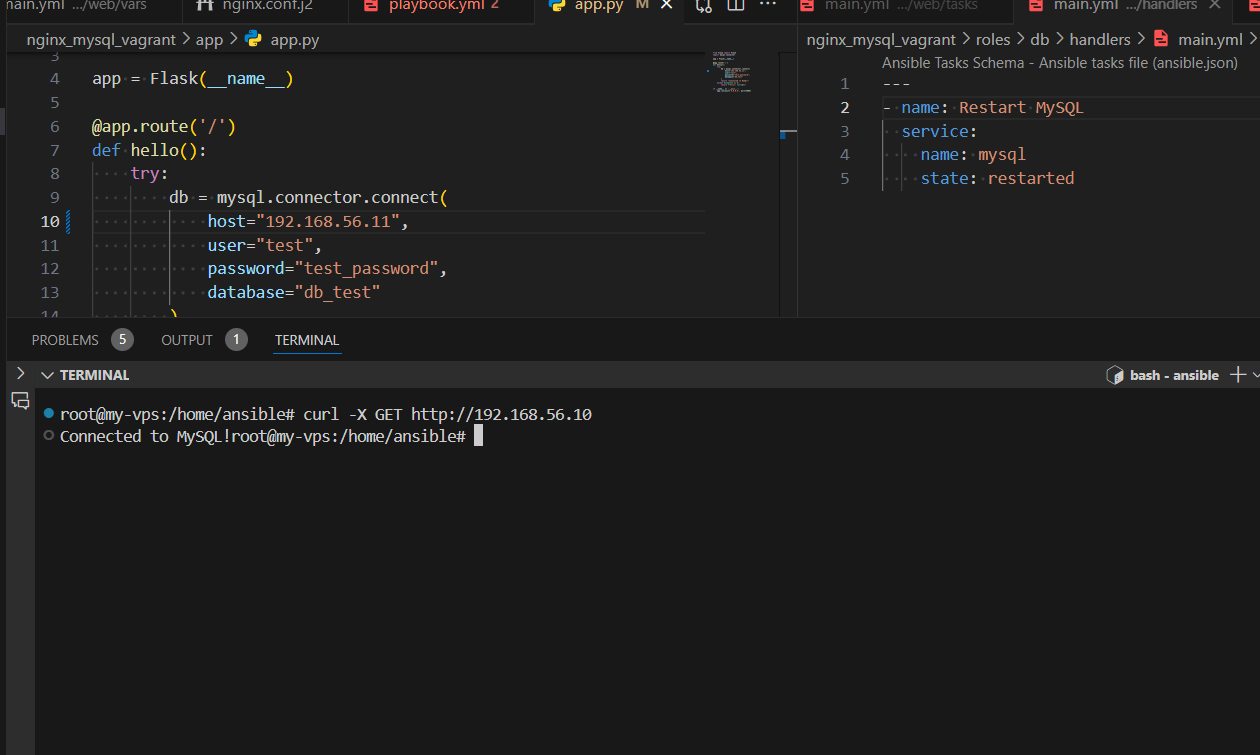 main.yml .../web/vars
nginx.conf.j2
playbook.yml 2
app.py M
main.yml .../web/tasks
main.yml .../handlers
nginx_mysql_vagrant > app > app.py
3
4 app = Flask(__name__)
5
6 @app.route('/')
7 def hello():
8 try:
9 db = mysql.connector.connect(
10 host="192.168.56.11",
11 user="test",
12 password="test_password",
13 database="db_test"
14 )
nginx_mysql_vagrant > roles > db > handlers > main.yml >
Ansible Tasks Schema - Ansible tasks file (ansible.json)
1 ---
2 - name: Restart MySQL
3 service:
4 name: mysql
5 state: restarted
PROBLEMS 5 OUTPUT 1 TERMINAL
TERMINAL
bash - ansible
root@my-vps:/home/ansible# curl -X GET http://192.168.56.10
Connected to MySQL!root@my-vps:/home/ansible#